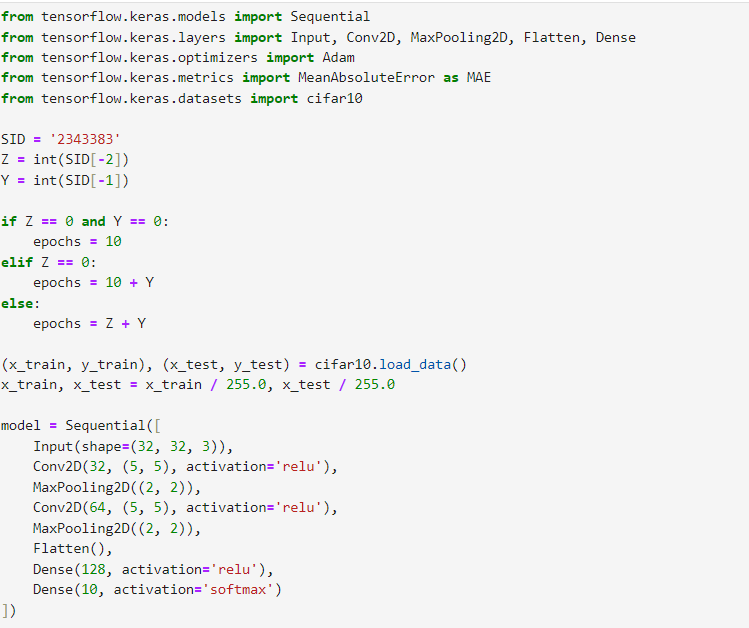 from tensorflow.keras.models import Sequential
from tensorflow.keras.layers import Input, Conv2D, MaxPooling2D, Flatten, Dense
from tensorflow.keras.optimizers import Adam
from tensorflow.keras.metrics import MeanAbsoluteError as MAE
from tensorflow.keras.datasets import cifar10

SID = '2343383'
Z = int(SID[-2])
Y = int(SID[-1])

if Z == 0 and Y == 0:
    epochs = 10
elif Z == 0:
    epochs = 10 + Y
else:
    epochs = Z + Y

(x_train, y_train), (x_test, y_test) = cifar10.load_data()
x_train, x_test = x_train / 255.0, x_test / 255.0

model = Sequential([
    Input(shape=(32, 32, 3)),
    Conv2D(32, (5, 5), activation='relu'),
    MaxPooling2D((2, 2)),
    Conv2D(64, (5, 5), activation='relu'),
    MaxPooling2D((2, 2)),
    Flatten(),
    Dense(128, activation='relu'),
    Dense(10, activation='softmax')
])